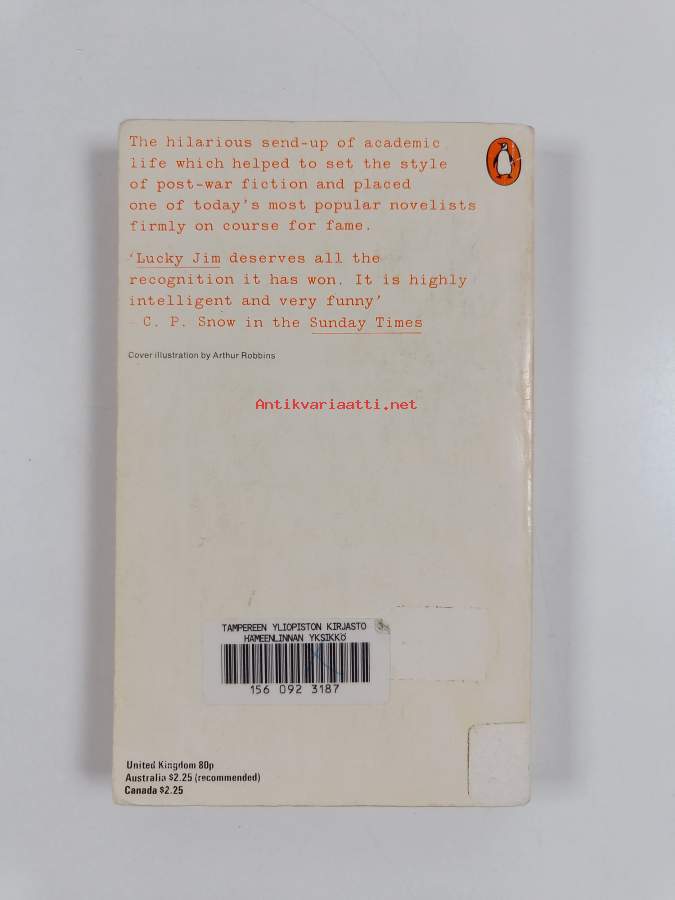 The hilarious send-up of academic
life which helped to set the style
of post-war fiction and placed
one of today's most popular novelists
firmly on course for fame.
'Lucky Jim deserves all the
recognition it has won. It is highly
intelligent and very funny'
- C. P. Snow in the Sunday Times
Cover illustration by Arthur Robbins
Antikvariaatti.net
TAMPEREEN YLIOPISTON KIRJASTO
HÄMEENLINNAN YKSIKKÖ
156 092 3187
United Kingdom 80p
Australia $2.25 (recommended)
Canada $2.25